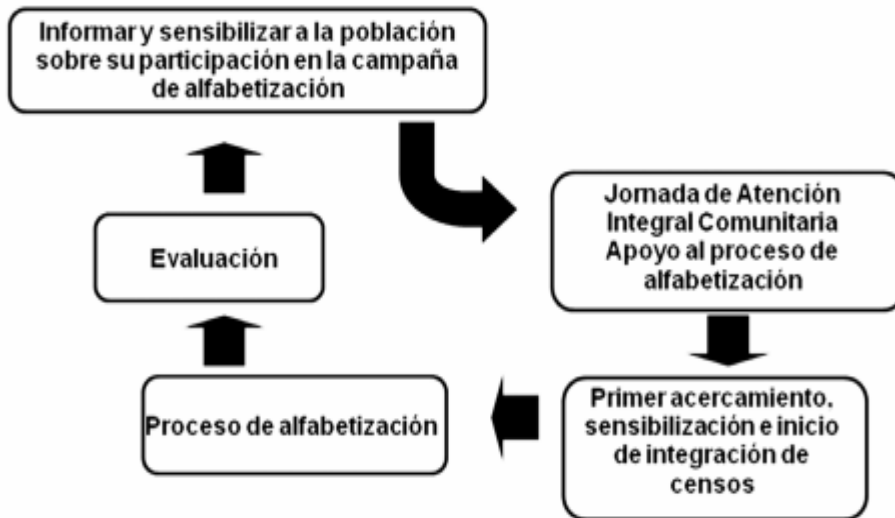 Informar y sensibilizar a la población
sobre su participación en la campaña
de alfabetización
Jornada de Atención
Integral Comunitaria
Apoyo al proceso de
alfabetización
Primer acercamiento,
sensibilización e inicio
de integración de
censos
Proceso de alfabetización
Evaluación